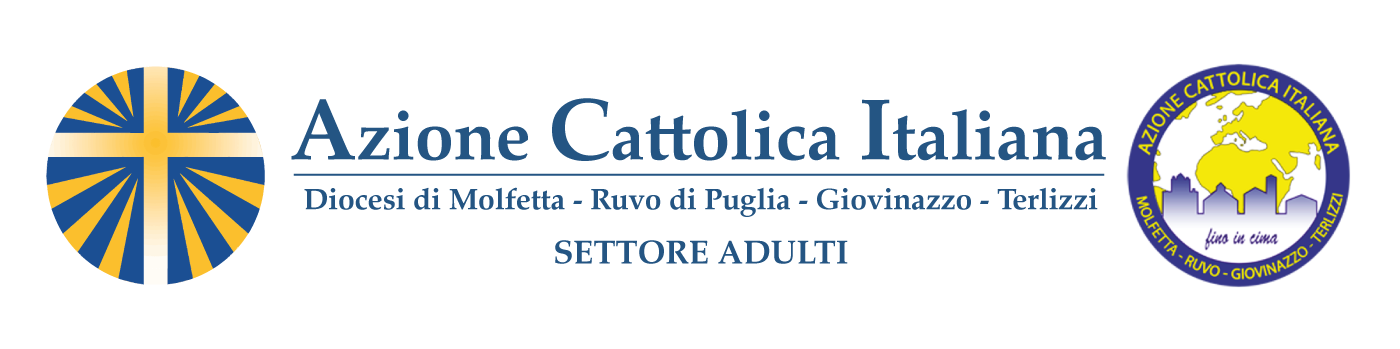 Azione Cattolica Italiana
Diocesi di Molfetta - Ruvo di Puglia - Giovinazzo - Terlizzi
SETTORE ADULTI
AZIONE CATTOLICA ITALIANA
fino in cima
MOLFETTA - RUVO - GIOVINAZZO - TERLIZZI